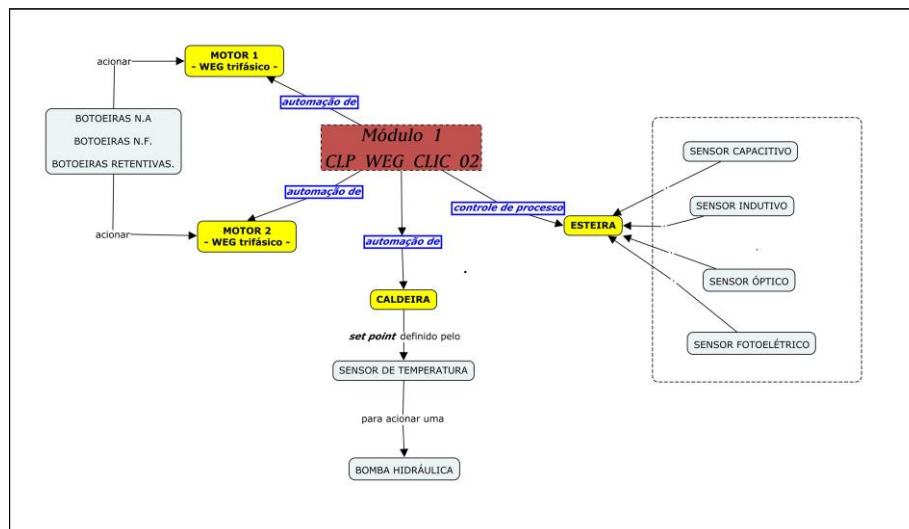 MOTOR 1
- WEG trifásico -
acionar
automação de
BOTOEIRAS N.A
BOTOEIRAS N.F.
BOTOEIRAS RETENTIVAS.
Módulo 1
CLP WEG CLIC 02
automação de
acionar
MOTOR 2
- WEG trifásico -
automação de
controle de processo
ESTEIRA
SENSOR CAPACITIVO
SENSOR INDUTIVO
SENSOR ÓPTICO
SENSOR FOTOELÉTRICO
CALDEIRA
set point definido pelo
SENSOR DE TEMPERATURA
para acionar uma
BOMBA HIDRÁULICA